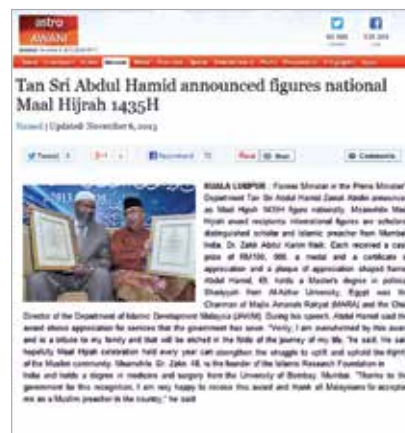 astro
AWANI
Tan Sri Abdul Hamid announced figures national
Maal Hijrah 1435H
Updated: November 6, 2013
Tweet
Comments
KUALA LUMPUR : Former Minister in the Prime Minister's
Department Tan Sri Abdul Hamid Zainal Abidin announced
as Maal Hijrah 1435H figure nationally. Meanwhile Maal
Hijrah award recipients international figures are scholars
distinguished scholar and Islamic preacher from Mumbai,
India, Dr. Zakir Abdul Karim Naik. Each received a cash
prize of RM100, 000, a medal and a certificate of
appreciation and a plaque of appreciation shaped
Abdul Hamid, 69, holds a Master's degree in political
Shasiyyah from Al-Azhar University, Egypt was the
Chairman of Majlis Amanah Rakyat (MARA) and the Chief
Director of the Department of Islamic Development Malaysia (JAKIM). During his speech, Abdul Hamid said the
award shows appreciation for services that the government has seen. "Verily, I am overwhelmed by this award
and is a tribute to my family and that will be etched in the folds of the journey of my life, "he said. He said
hopefully Maal Hijrah celebration held every year can strengthen the struggle to uplift and uphold the dignity
of the Muslim community. Meanwhile, Dr. Zakir, 48, is the founder of the Islamic Research Foundation in
India and holds a degree in medicine and surgery from the University of Bombay, Mumbai. "Thanks to the
government for this recognition. I am very happy to receive this award and thank all Malaysians for accepting
me as a Muslim preacher in the country," he said